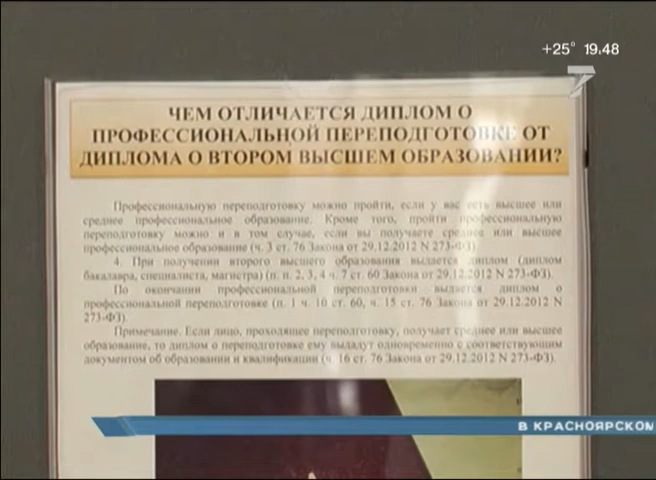 +25° 19:48
7
ЧЕМ ОТЛИЧАЕТСЯ ДИПЛОМ О
ПРОФЕССИОНАЛЬНОЙ ПЕРЕПОДГОТОВКЕ ОТ
ДИПЛОМА О ВТОРОМ ВЫСШЕМ ОБРАЗОВАНИИ?
Профессиональную переподготовку можно пройти, если у вас есть высшее или
среднее профессиональное образование. Кроме того, пройти профессиональную
переподготовку можно и в том случае, если вы получаете среднее или высшее
профессиональное образование (ч. 3 ст. 76 Закона от 29.12.2012 N 273-ФЗ).
4. При получении второго высшего образования выдается диплом (диплом
бакалавра, специалиста, магистра) (п. п. 2, 3, 4 ч. 7 ст. 60 Закона от 29.12.2012 N 273-ФЗ).
По окончании профессиональной переподготовки выдается диплом о
профессиональной переподготовке (п. 1 ч. 10 ст. 60, ч. 15 ст. 76 Закона от 29.12.2012 N
273-ФЗ).
Примечание. Если лицо, проходящее переподготовку, получает среднее или высшее
образование, то диплом о переподготовке ему выдадут одновременно с соответствующим
документом об образовании и квалификации (ч. 16 ст. 76 Закона от 29.12.2012 N 273-ФЗ).
В КРАСНОЯРСКОМ